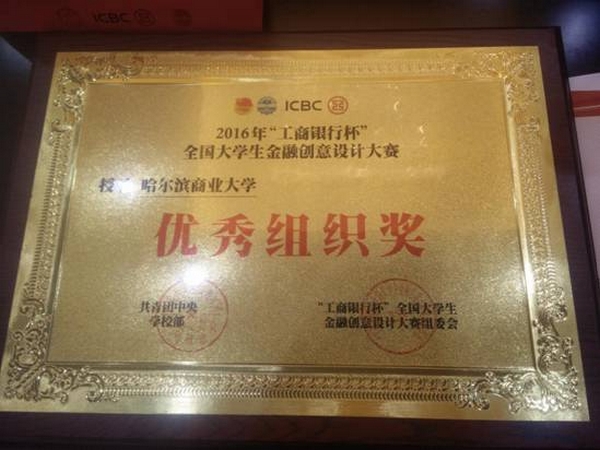 ICBC
ICBC
2016年“工商银行杯”
全国大学生金融创意设计大赛
授 哈尔滨商业大学
优秀组织奖
共青团中央
学校部
“工商银行杯”全国大学生
金融创意设计大赛组委会